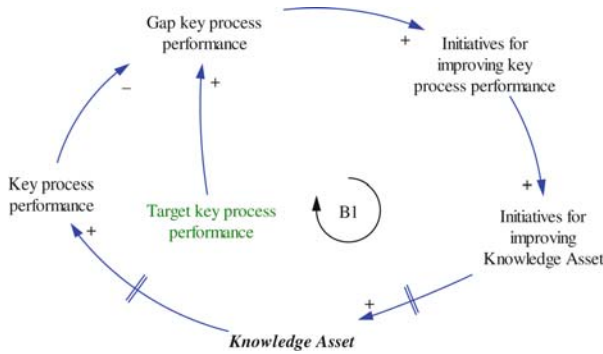 Gap key process
performance
+
Initiatives for
improving key
process performance
−
+
Key process
performance
Target key process
performance
B1
+
Initiatives for
improving
Knowledge Asset
+
+
Knowledge Asset